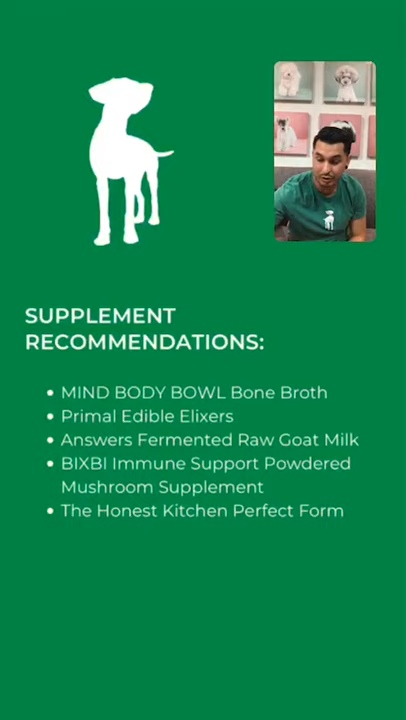 SUPPLEMENT
RECOMMENDATIONS:
• MIND BODY BOWL Bone Broth
• Primal Edible Elixers
• Answers Fermented Raw Goat Milk
• BIXBI Immune Support Powdered
Mushroom Supplement
• The Honest Kitchen Perfect Form